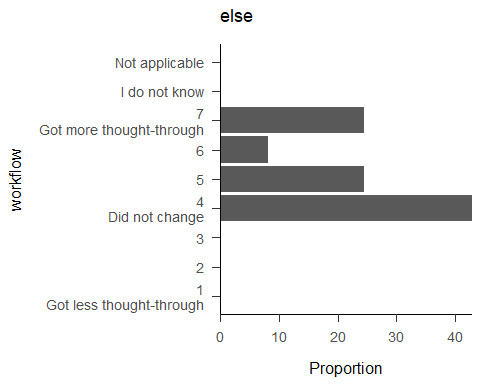 else
Not applicable
I do not know
7
Got more thought-through
6
5
4
Did not change
3
2
1
Got less thought-through
workflow
0 10 20 30 40
Proportion